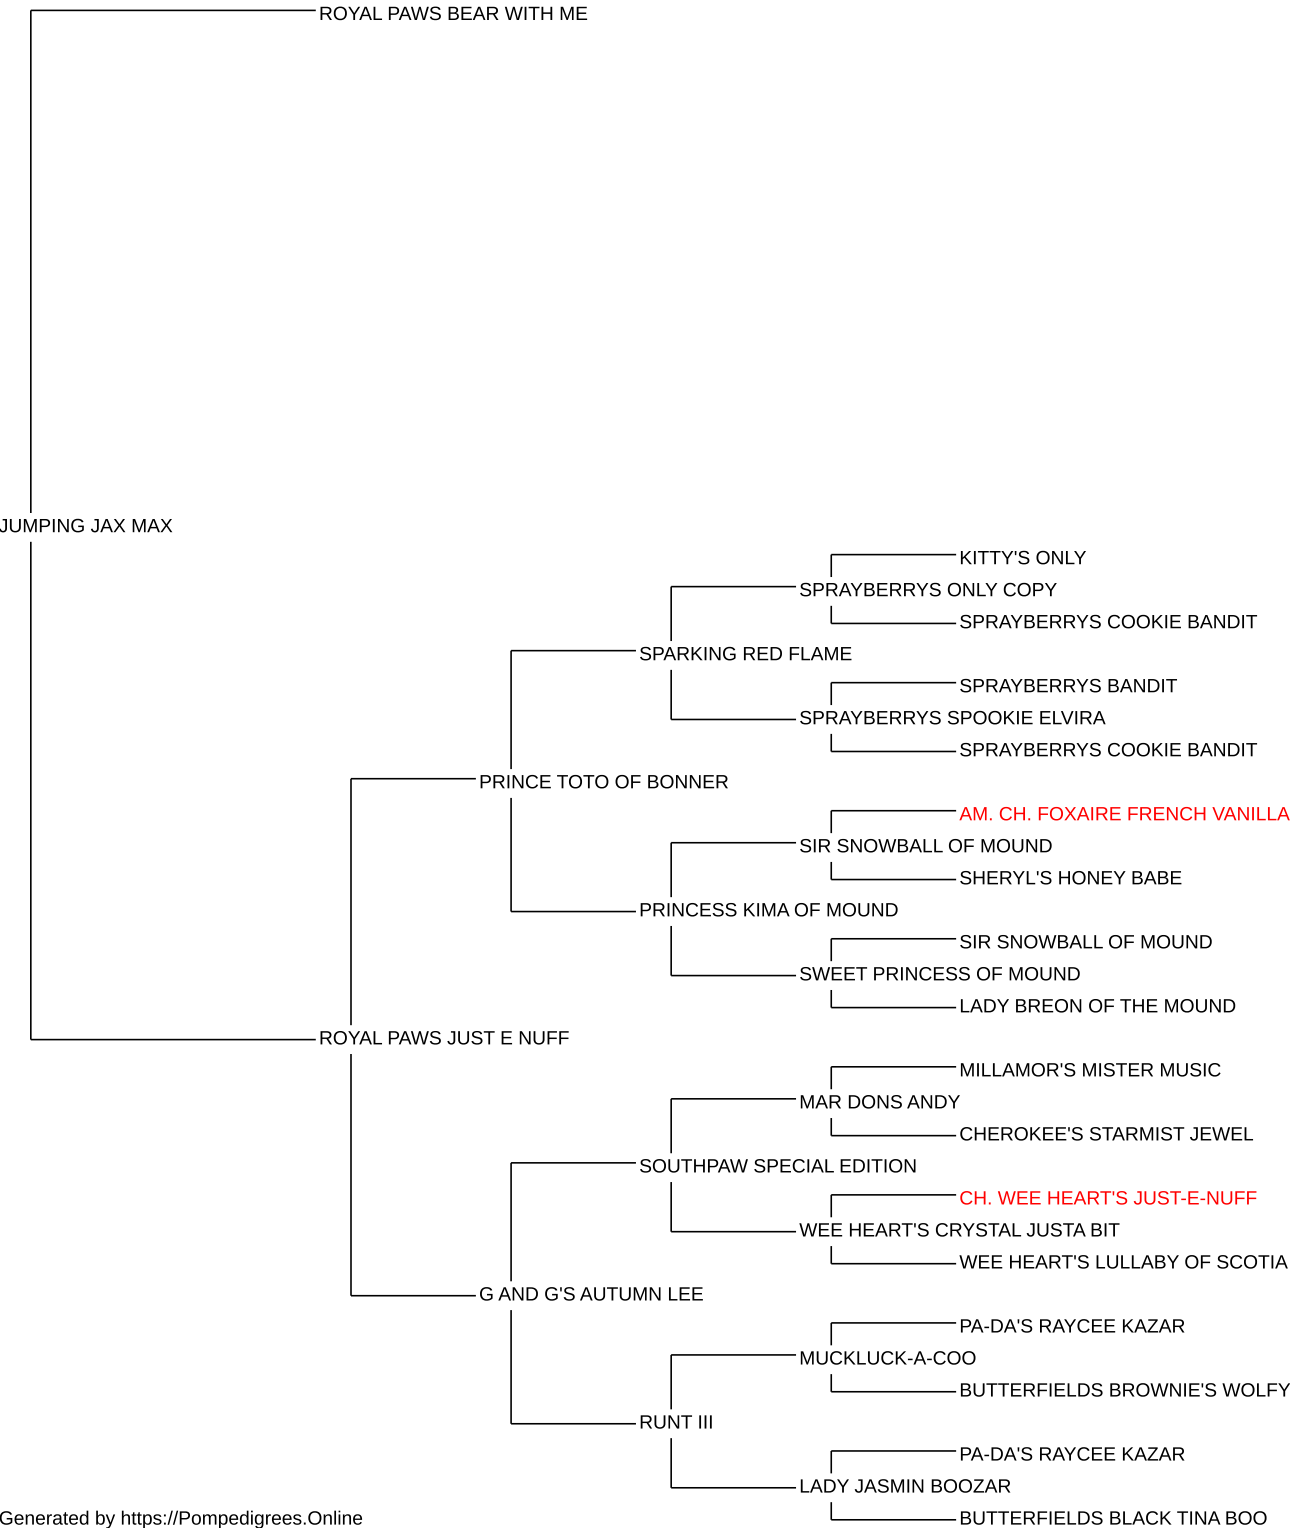 ROYAL PAWS BEAR WITH ME
JUMPING JAX MAX
KITTY'S ONLY
SPRAYBERRYS ONLY COPY
SPRAYBERRYS COOKIE BANDIT
SPARKING RED FLAME
SPRAYBERRYS BANDIT
SPRAYBERRYS SPOOKIE ELVIRA
SPRAYBERRYS COOKIE BANDIT
PRINCE TOTO OF BONNER
AM. CH. FOXAIRE FRENCH VANILLA
SIR SNOWBALL OF MOUND
SHERYL'S HONEY BABE
PRINCESS KIMA OF MOUND
SIR SNOWBALL OF MOUND
SWEET PRINCESS OF MOUND
LADY BREON OF THE MOUND
ROYAL PAWS JUST E NUFF
MILLAMOR'S MISTER MUSIC
MAR DONS ANDY
CHEROKEE'S STARMIST JEWEL
SOUTHPAW SPECIAL EDITION
CH. WEE HEART'S JUST-E-NUFF
WEE HEART'S CRYSTAL JUSTA BIT
WEE HEART'S LULLABY OF SCOTIA
G AND G'S AUTUMN LEE
PA-DA'S RAYCEE KAZAR
MUCKLUCK-A-COO
BUTTERFIELDS BROWNIE'S WOLFY
RUNT III
PA-DA'S RAYCEE KAZAR
LADY JASMIN BOOZAR
BUTTERFIELDS BLACK TINA BOO
Generated by https://Pompedigrees.Online